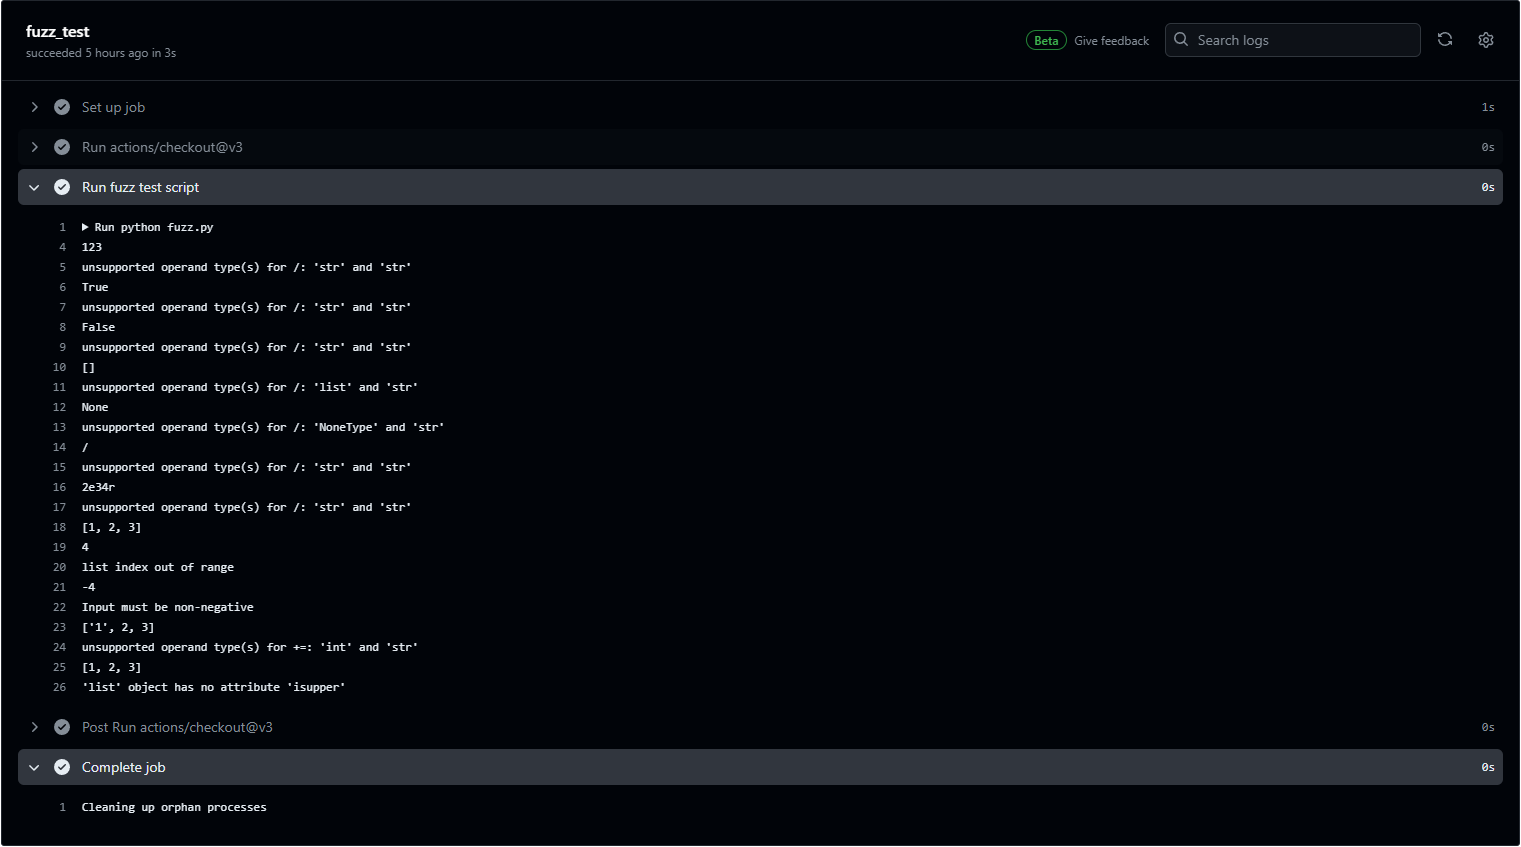 fuzz_test
succeeded 5 hours ago in 3s
Beta Give feedback
Search logs
Set up job 1s
Run actions/checkout@v3 0s
Run fuzz test script 0s
1 Run python fuzz.py
4 123
5 unsupported operand type(s) for /: 'str' and 'str'
6 True
7 unsupported operand type(s) for /: 'str' and 'str'
8 False
9 unsupported operand type(s) for /: 'str' and 'str'
10 []
11 unsupported operand type(s) for /: 'list' and 'str'
12 None
13 unsupported operand type(s) for /: 'NoneType' and 'str'
14 /
15 unsupported operand type(s) for /: 'str' and 'str'
16 2e34r
17 unsupported operand type(s) for /: 'str' and 'str'
18 [1, 2, 3]
19 4
20 list index out of range
21 -4
22 Input must be non-negative
23 ['1', 2, 3]
24 unsupported operand type(s) for +=: 'int' and 'str'
25 [1, 2, 3]
26 'list' object has no attribute 'isupper'
Post Run actions/checkout@v3 0s
Complete job 0s
1 Cleaning up orphan processes